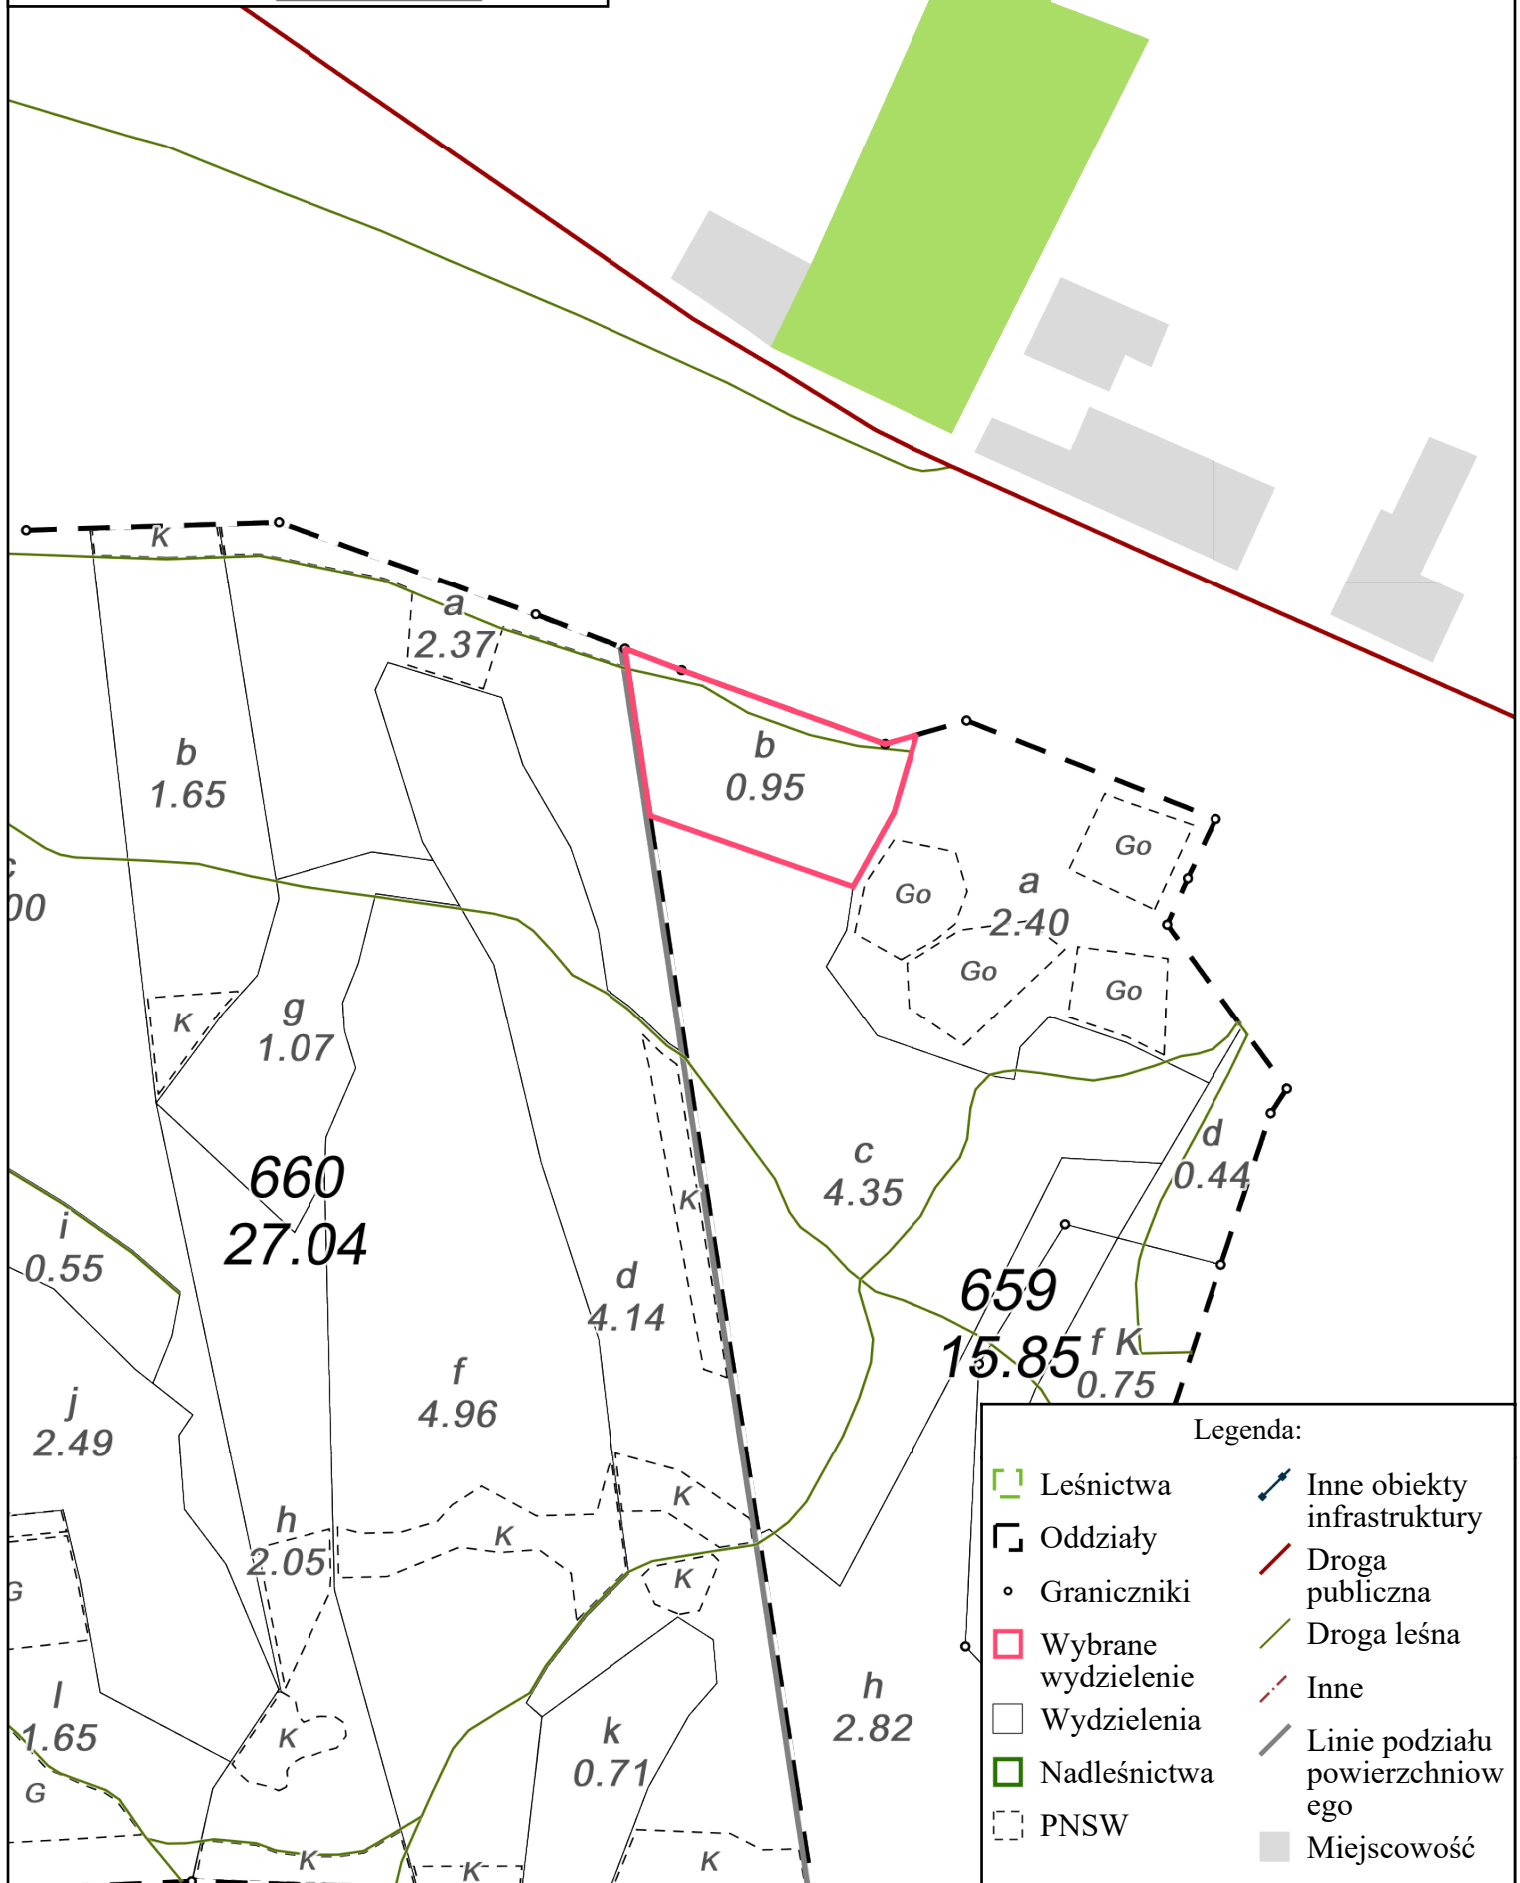 K
a
2.37
b
1.65
b
0.95
Go
Go
a
2.40
Go
Go
00
K
g
1.07
660
27.04
i
0.55
K
c
4.35
d
0.44
d
4.14
659
15.85
f K
0.75
f
4.96
j
2.49
h
2.05
K
K
K
G
l
1.65
K
G
k
0.71
h
2.82
K
K
K
Legenda:
Leśnictwa
Oddziały
Graniczniki
Wybrane
wydzielenie
Wydzielenia
Nadleśnictwa
PNSW
Inne obiekty
infrastruktury
Droga
publiczna
Droga leśna
Inne
Linie podziału
powierzchniow
ego
Miejscowość